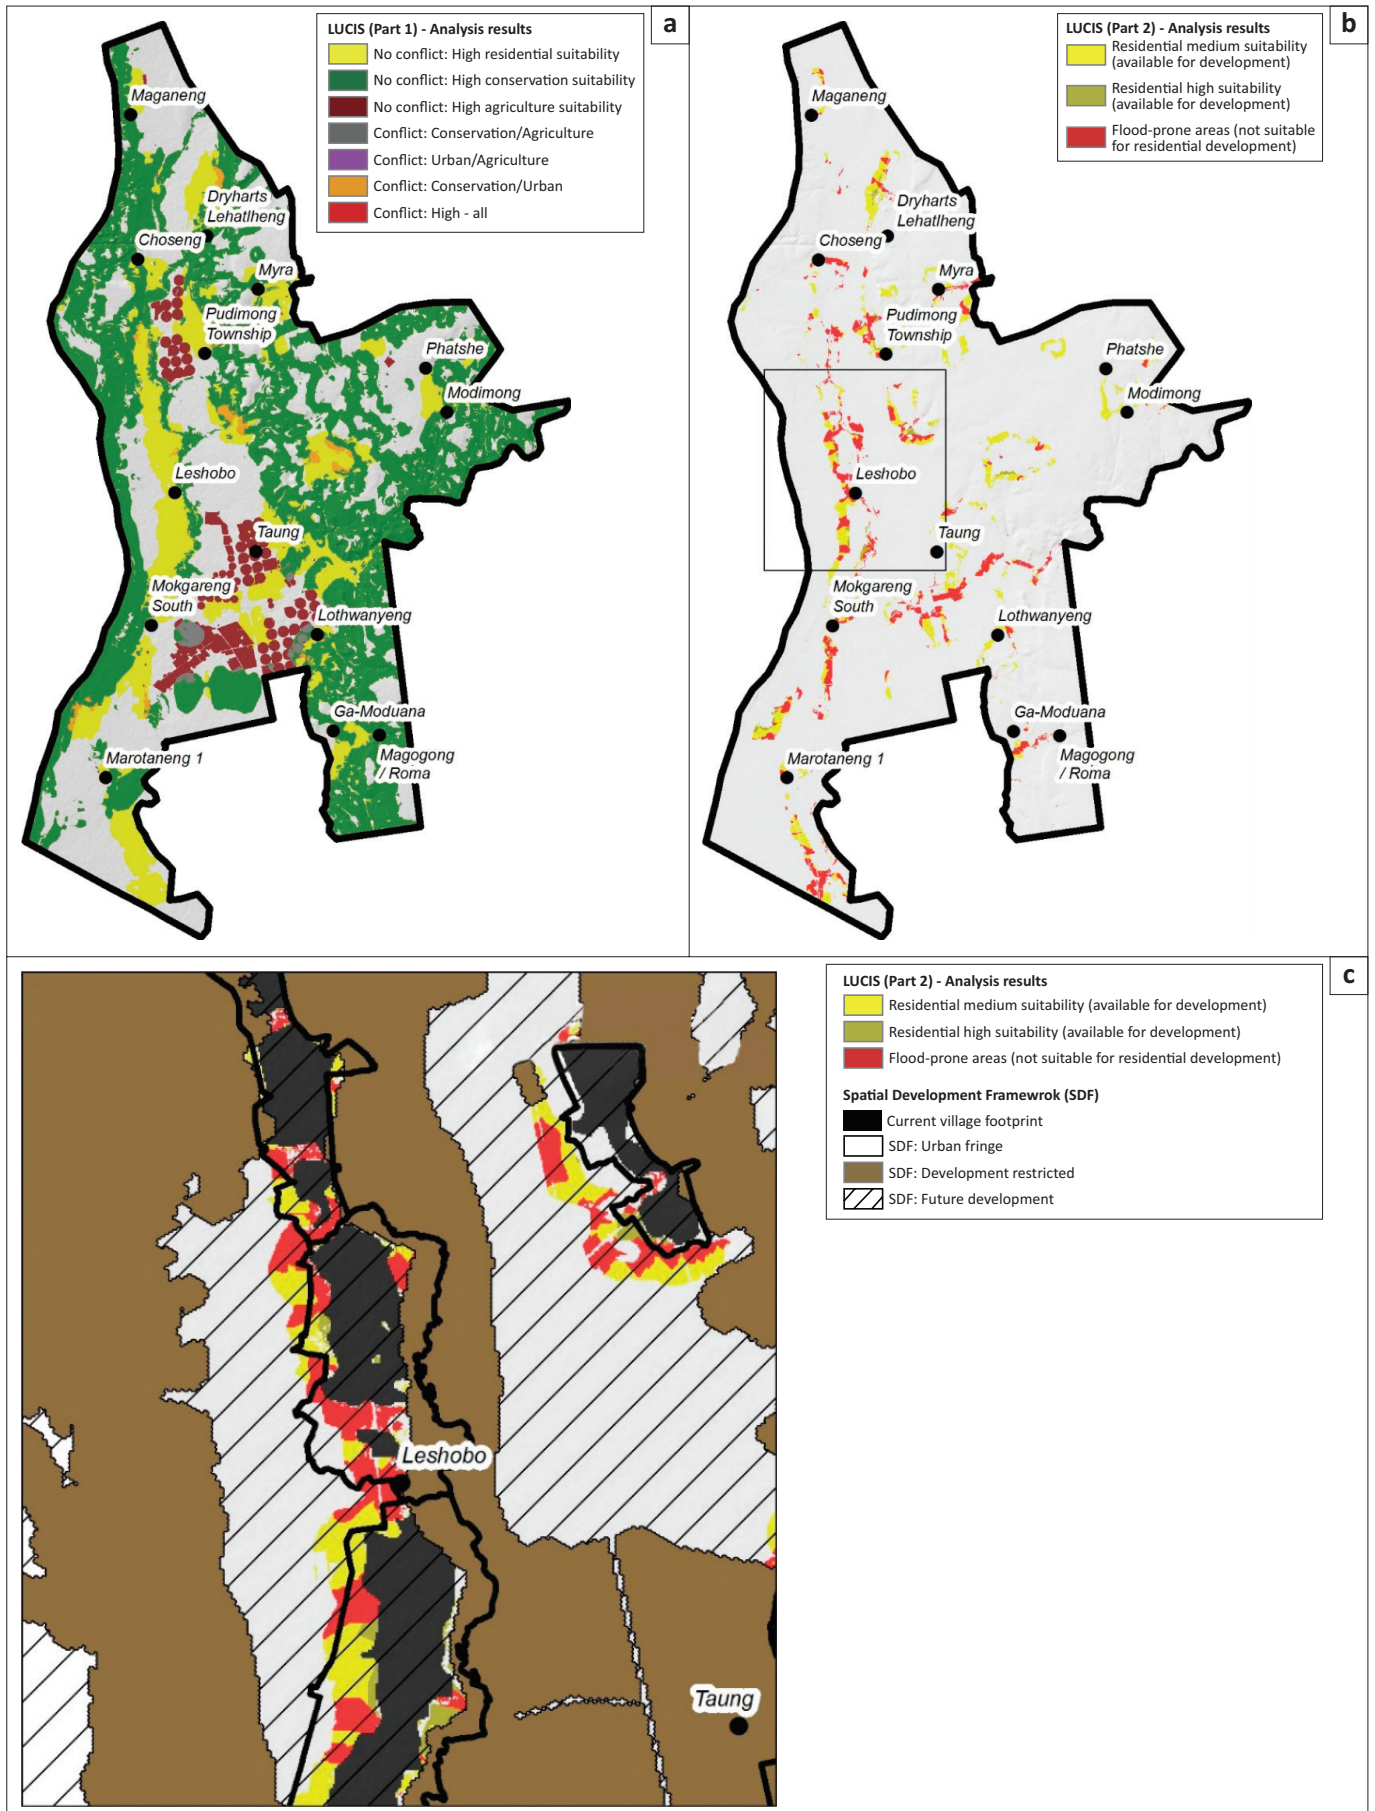 LUCIS (Part 1) - Analysis results
No conflict: High residential suitability
No conflict: High conservation suitability
No conflict: High agriculture suitability
Conflict: Conservation/Agriculture
Conflict: Urban/Agriculture
Conflict: Conservation/Urban
Conflict: High - all
a
Maganeng
Dryharts
Lehatlheng
Choseng
Myra
Pudimong
Township
Phatshe
Modimong
Leshobo
Taung
Mokgareng
South
Lothwanyeng
Ga-Moduana
Magogong
/ Roma
Marotaneng 1
LUCIS (Part 2) - Analysis results
Residential medium suitability
(available for development)
Residential high suitability
(available for development)
Flood-prone areas (not suitable
for residential development)
b
Maganeng
Dryharts
Lehatlheng
Choseng
Myra
Pudimong
Township
Phatshe
Modimong
Leshobo
Taung
Mokgareng
South
Lothwanyeng
Ga-Moduana
Magogong
/ Roma
Marotaneng 1
LUCIS (Part 2) - Analysis results
Residential medium suitability (available for development)
Residential high suitability (available for development)
Flood-prone areas (not suitable for residential development)
Spatial Development Framewrok (SDF)
Current village footprint
SDF: Urban fringe
SDF: Development restricted
SDF: Future development
c
Leshobo
Taung